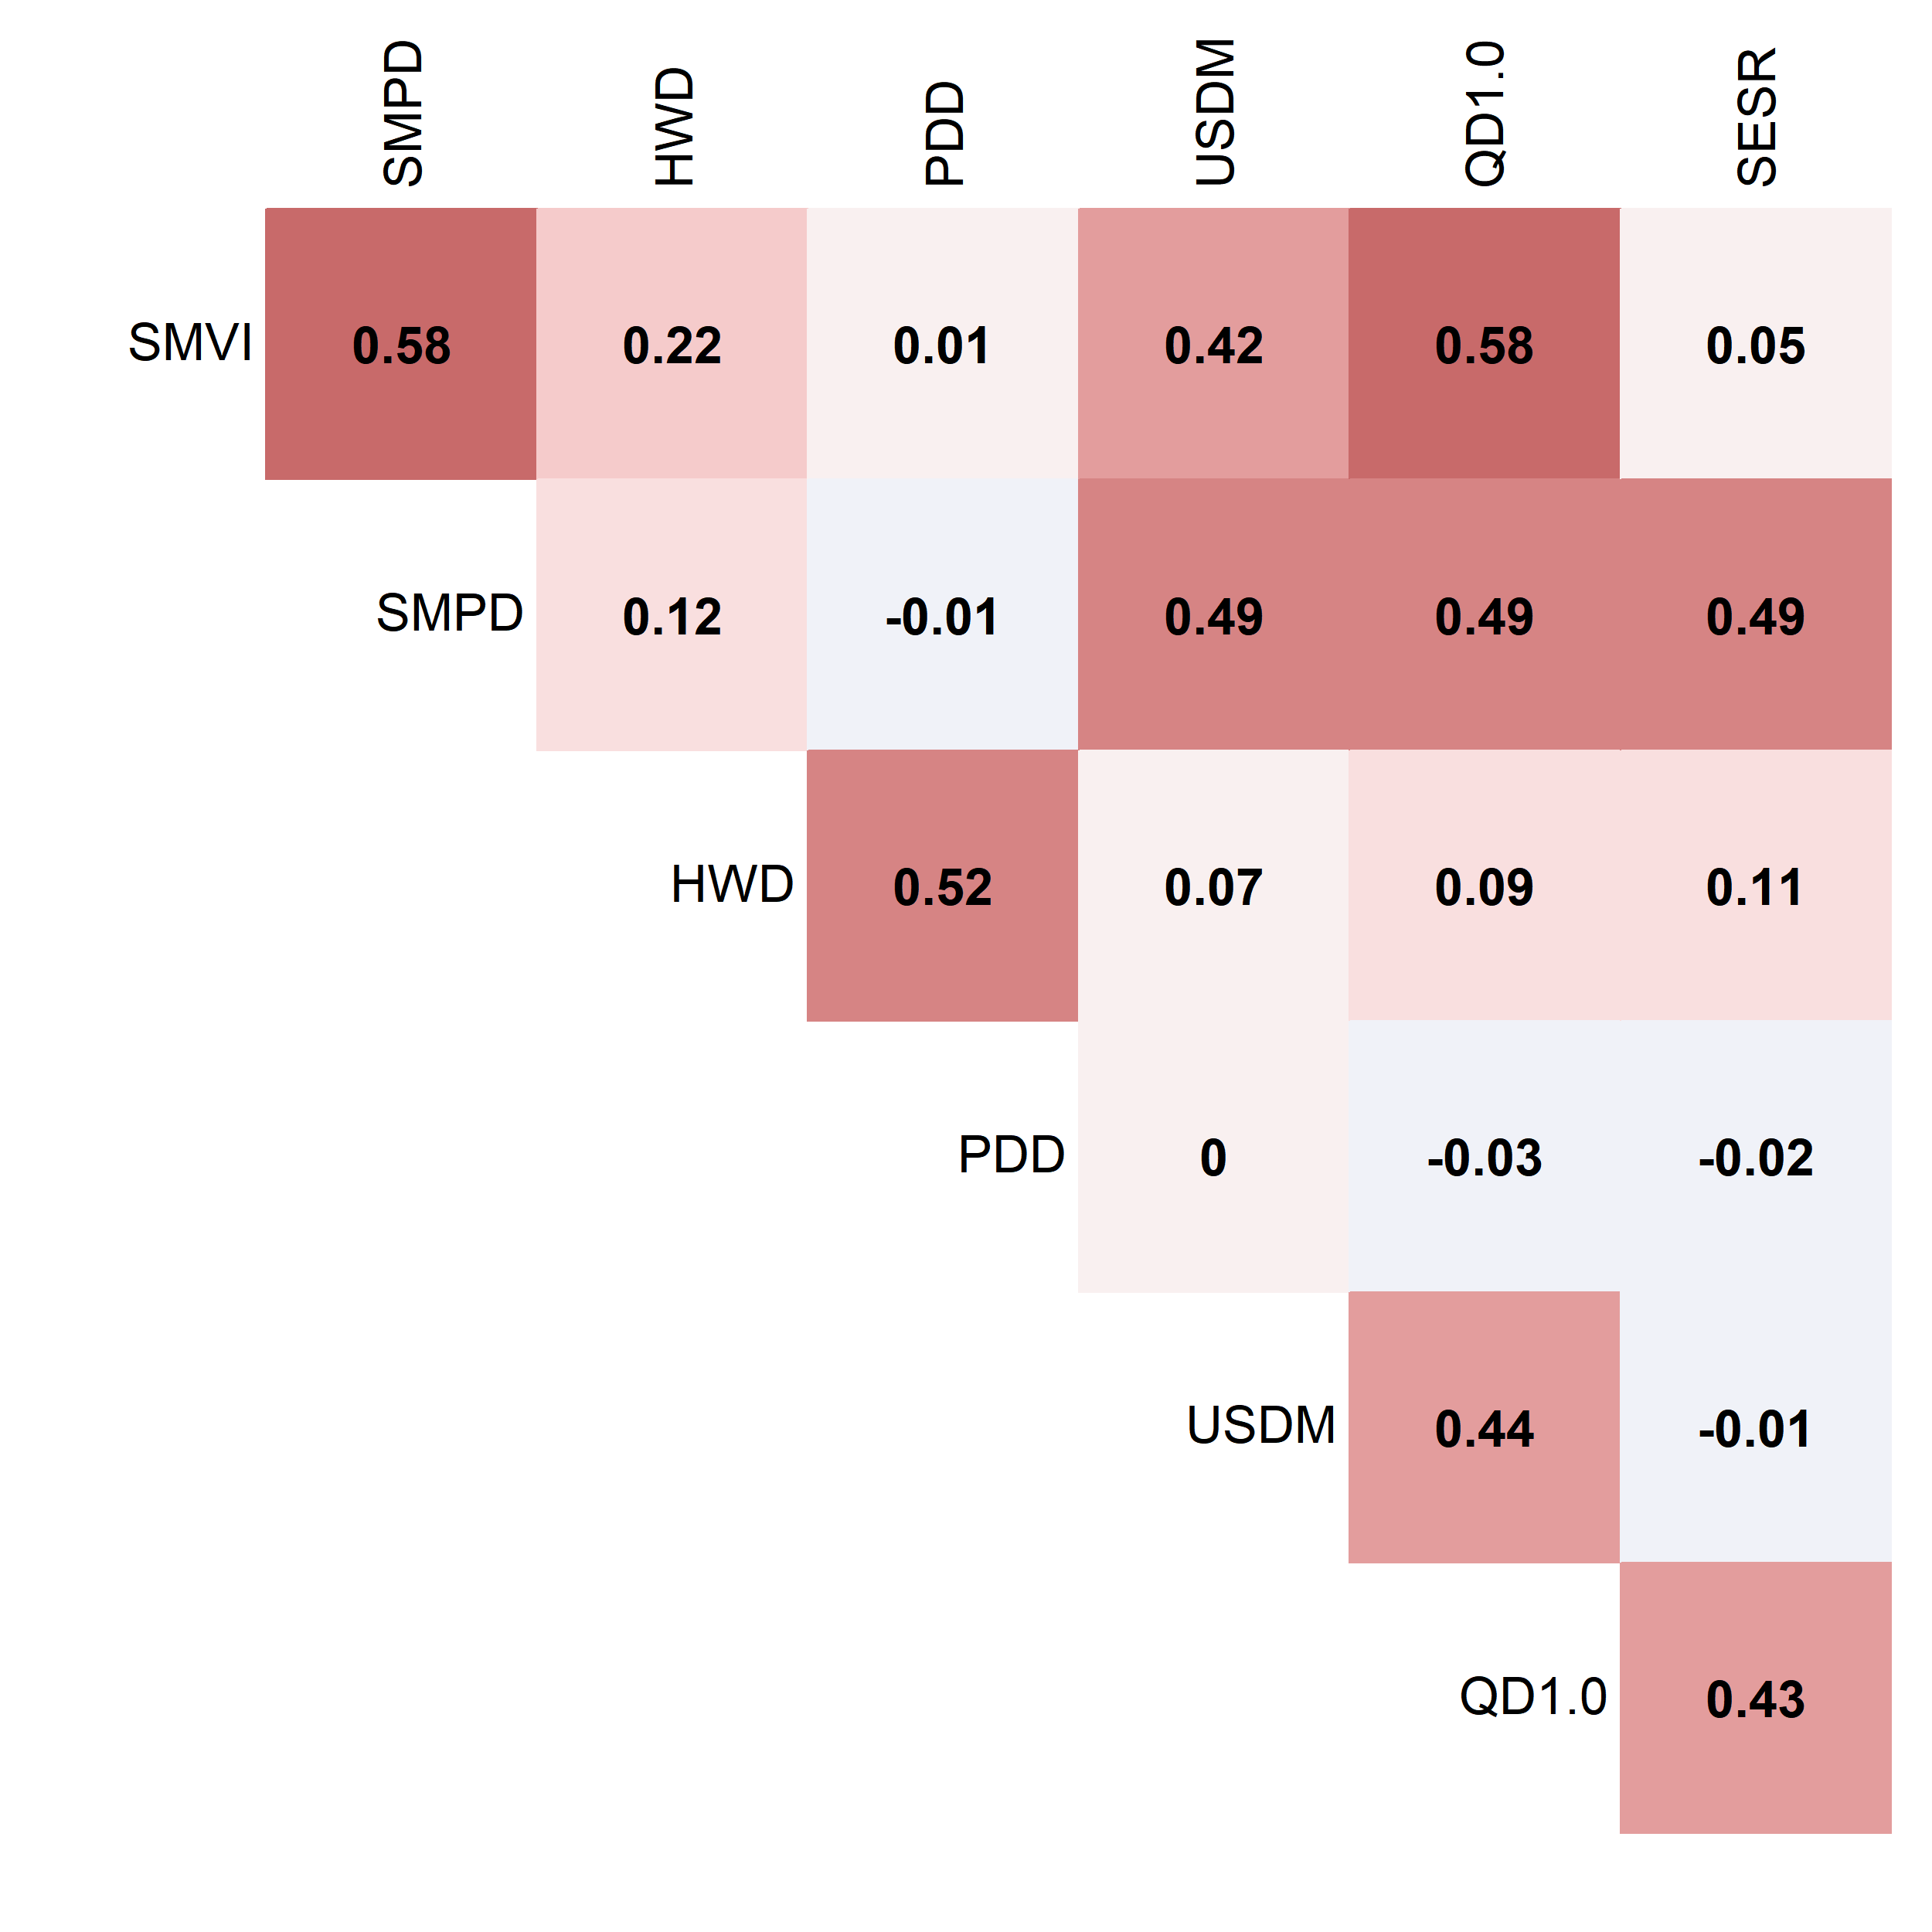 SMPD HWD PDD USDM QD1.0 SESR
SMVI 0.58 0.22 0.01 0.42 0.58 0.05
SMPD 0.12 -0.01 0.49 0.49 0.49
HWD 0.52 0.07 0.09 0.11
PDD 0 -0.03 -0.02
USDM 0.44 -0.01
QD1.0 0.43